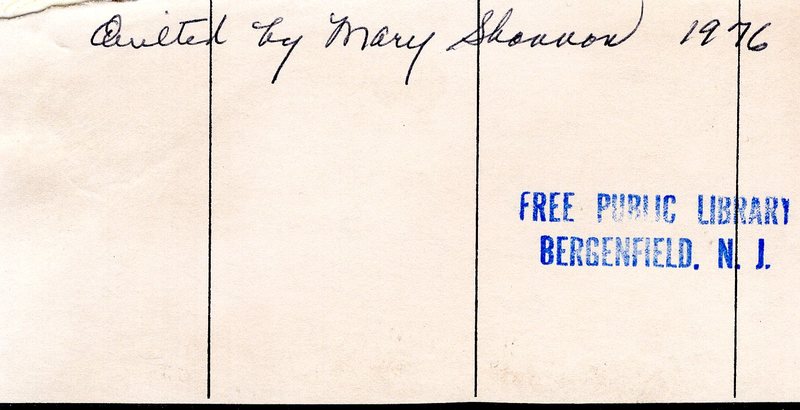 Quilted by Mary Shannon 1976
FREE PUBLIC LIBRARY
BERGENFIELD, N. J.